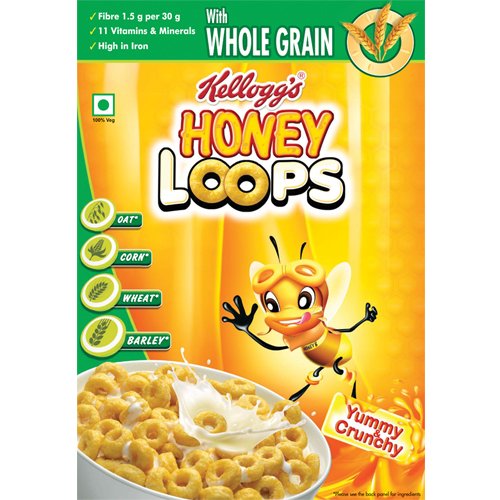 ✓ Fibre 1.5 g per 30 g
✓ 11 Vitamins & Minerals
✓ High in Iron
With
WHOLE GRAIN
100% Veg
Kellogg's
HONEY
LOOPS
OAT*
CORN*
WHEAT*
BARLEY*
Yummy
&
Crunchy
*Please see the back panel for ingredients